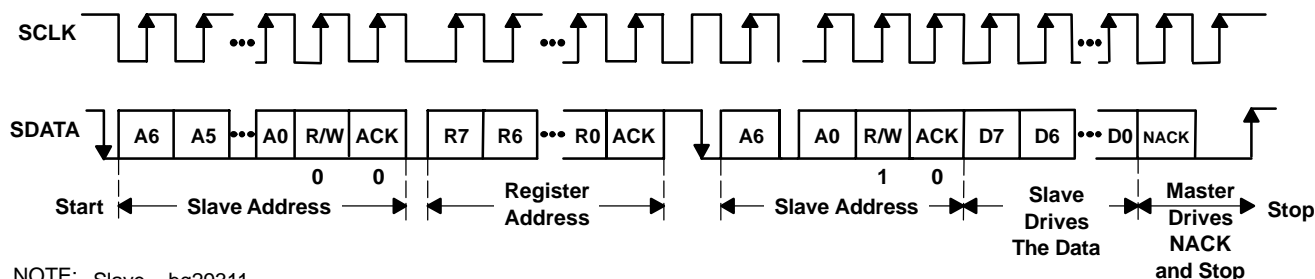 SCLK
SDATA
A6 A5 ••• A0 R/W ACK R7 R6 ••• R0 ACK A6 A0 R/W ACK D7 D6 ••• D0 NACK
0 0 1 0
Start Slave Address Register Address Slave Address Slave Drives The Data Master Drives NACK and Stop Stop
NOTE: Slave bq29311